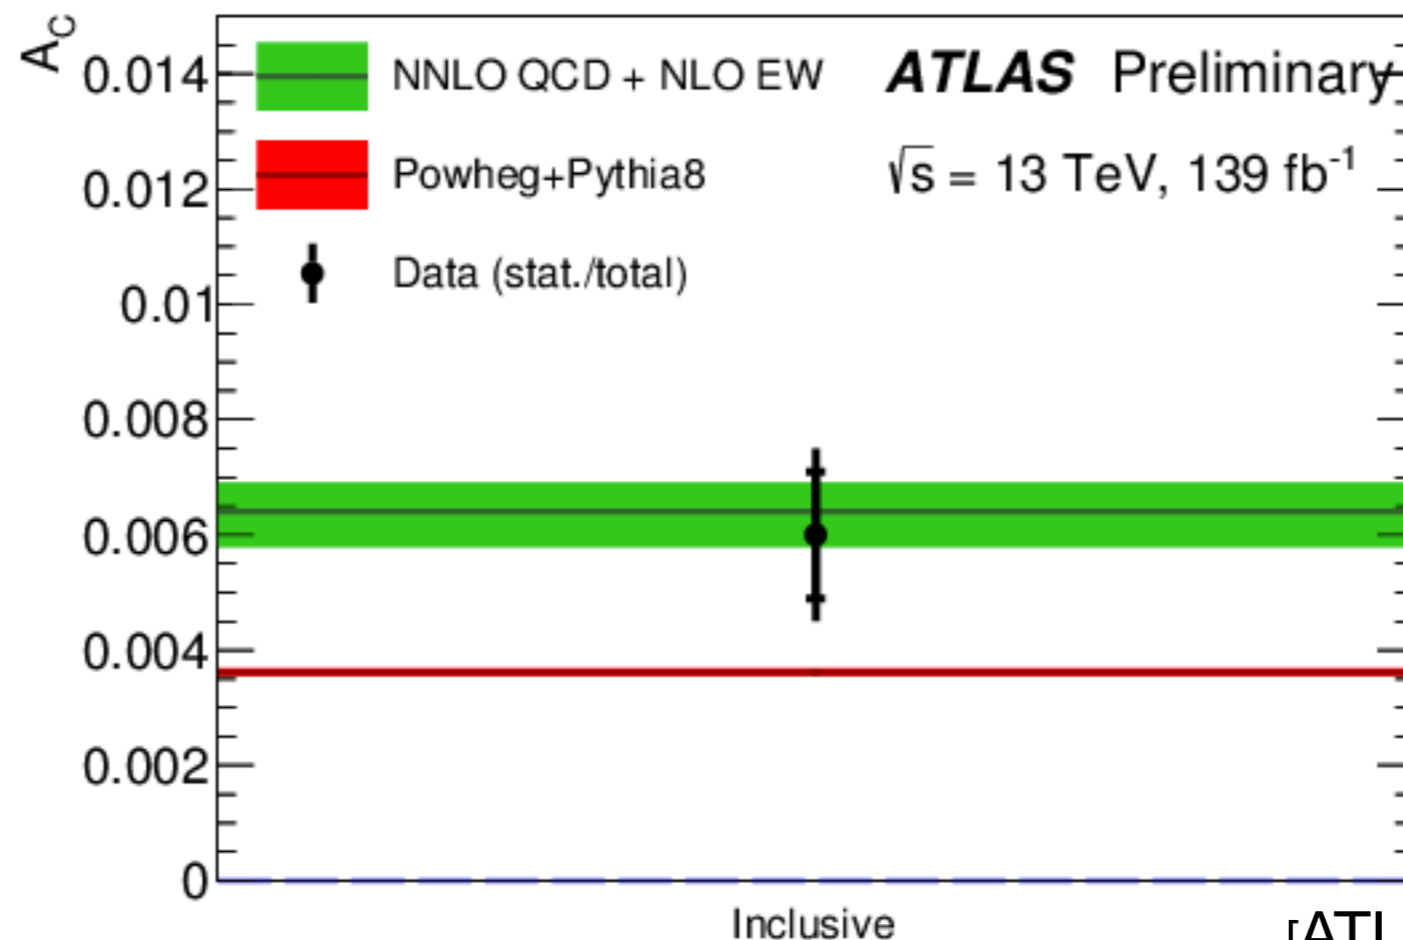 A_C
0.014
NNLO QCD + NLO EW
ATLAS Preliminary
0.012
Powheg+Pythia8
√s = 13 TeV, 139 fb⁻¹
0.01
Data (stat./total)
0.008
0.006
0.004
0.002
0
Inclusive